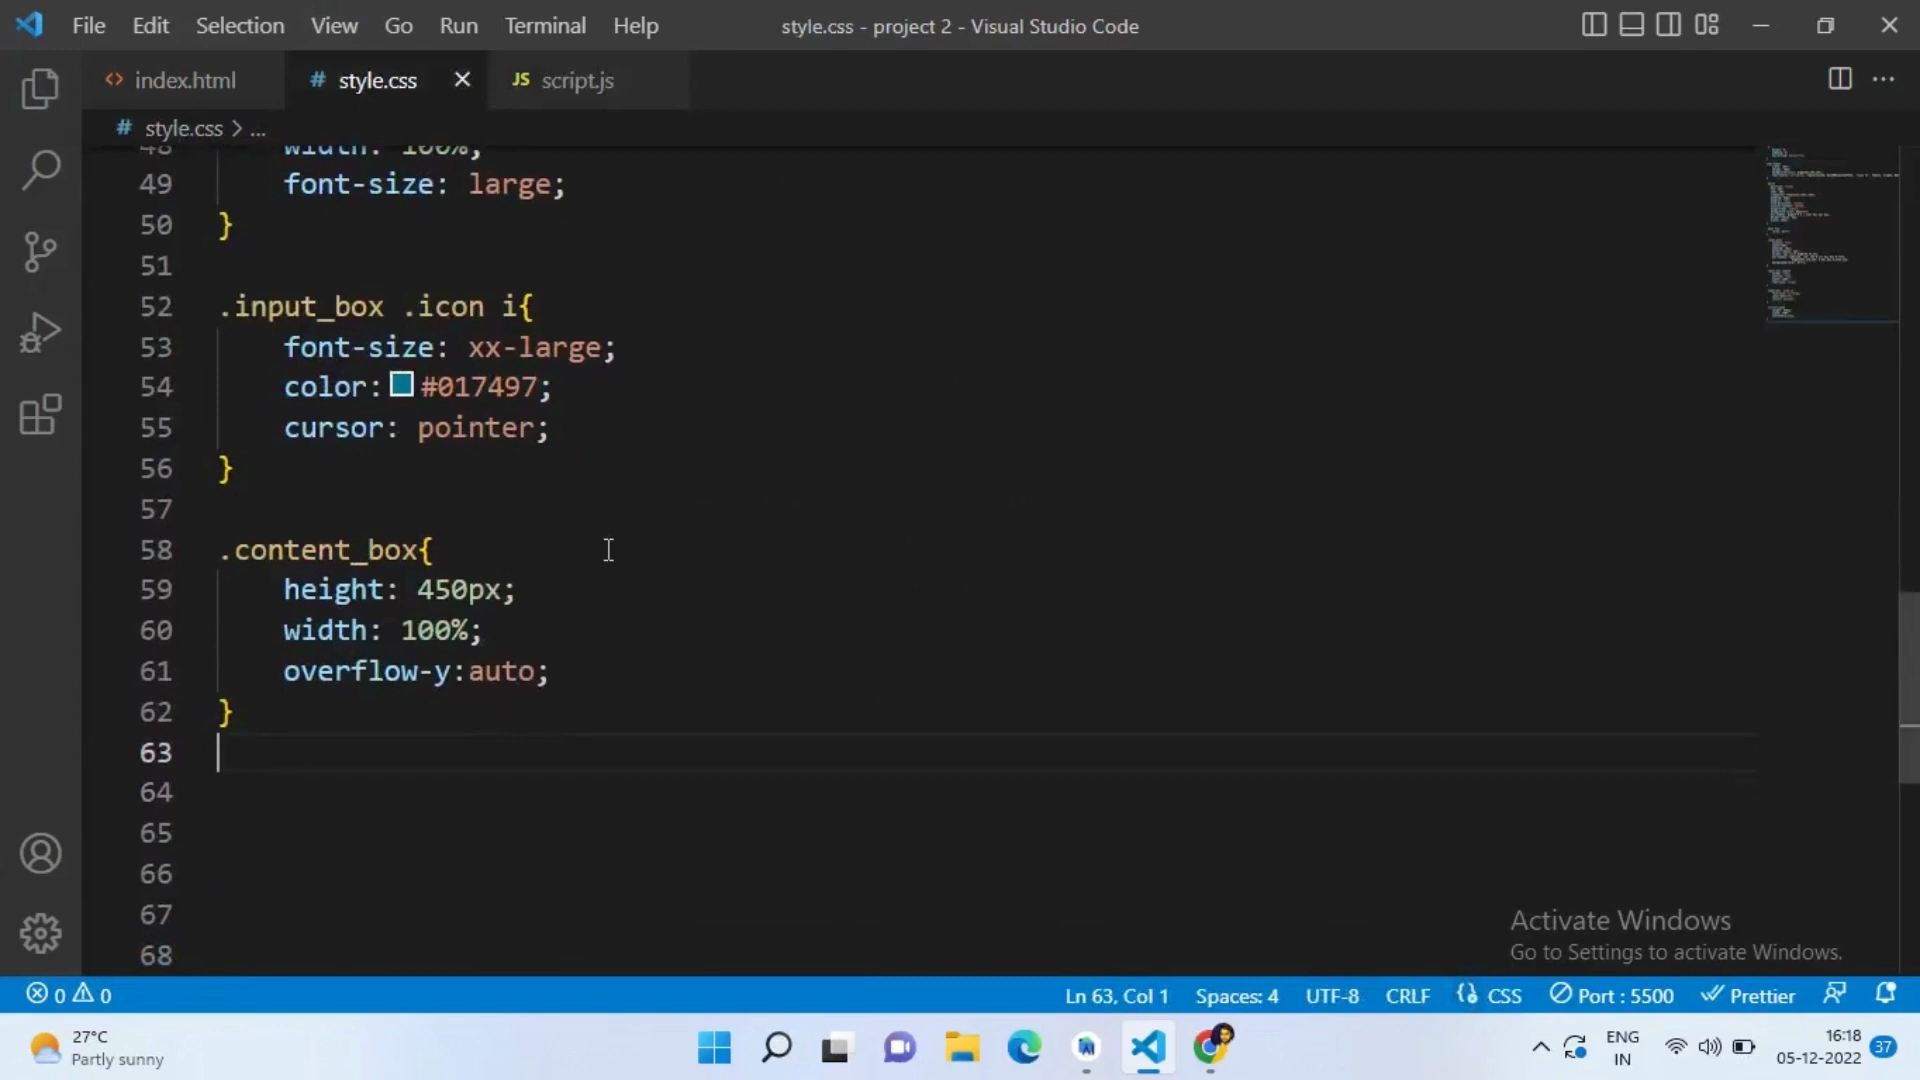 File Edit Selection View Go Run Terminal Help style.css - project 2 - Visual Studio Code
<> index.html # style.css JS script.js
# style.css > ...
48 width: 100%;
49 font-size: large;
50 }
51
52 .input_box .icon i{
53 font-size: xx-large;
54 color: #017497;
55 cursor: pointer;
56 }
57
58 .content_box{
59 height: 450px;
60 width: 100%;
61 overflow-y:auto;
62 }
63
64
65
66
67
68
Activate Windows
Go to Settings to activate Windows.
0 0 Ln 63, Col 1 Spaces: 4 UTF-8 CRLF {} CSS Port : 5500 Prettier
27°C
Partly sunny
ENG
IN
16:18
05-12-2022
37